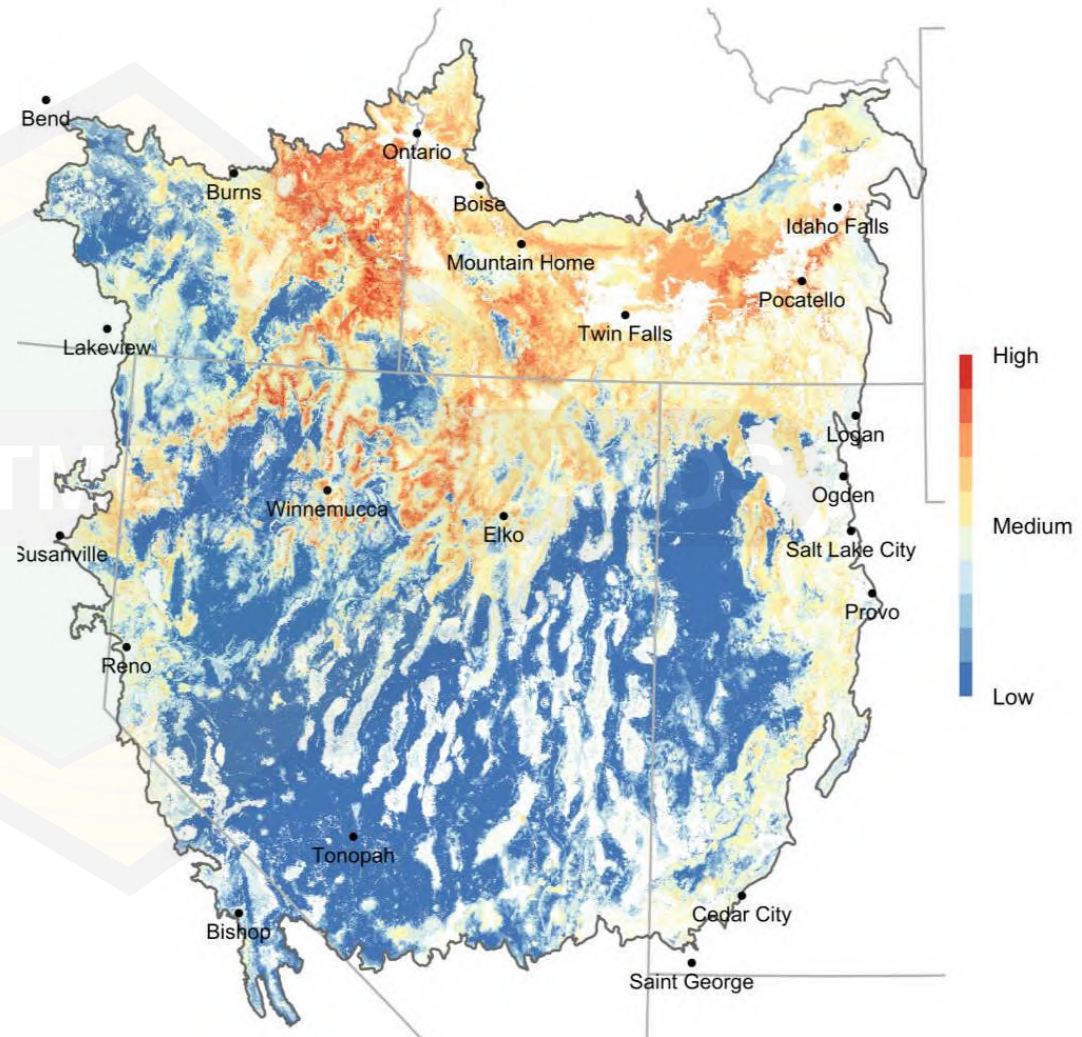 Bend
Ontario
Burns
Boise
Idaho Falls
Mountain Home
Pocatello
Twin Falls
Lakeview
High
Logan
Ogden
Winnemucca
Elko
Medium
Salt Lake City
Susanville
Provo
Reno
Low
Tonopah
Cedar City
Bishop
Saint George